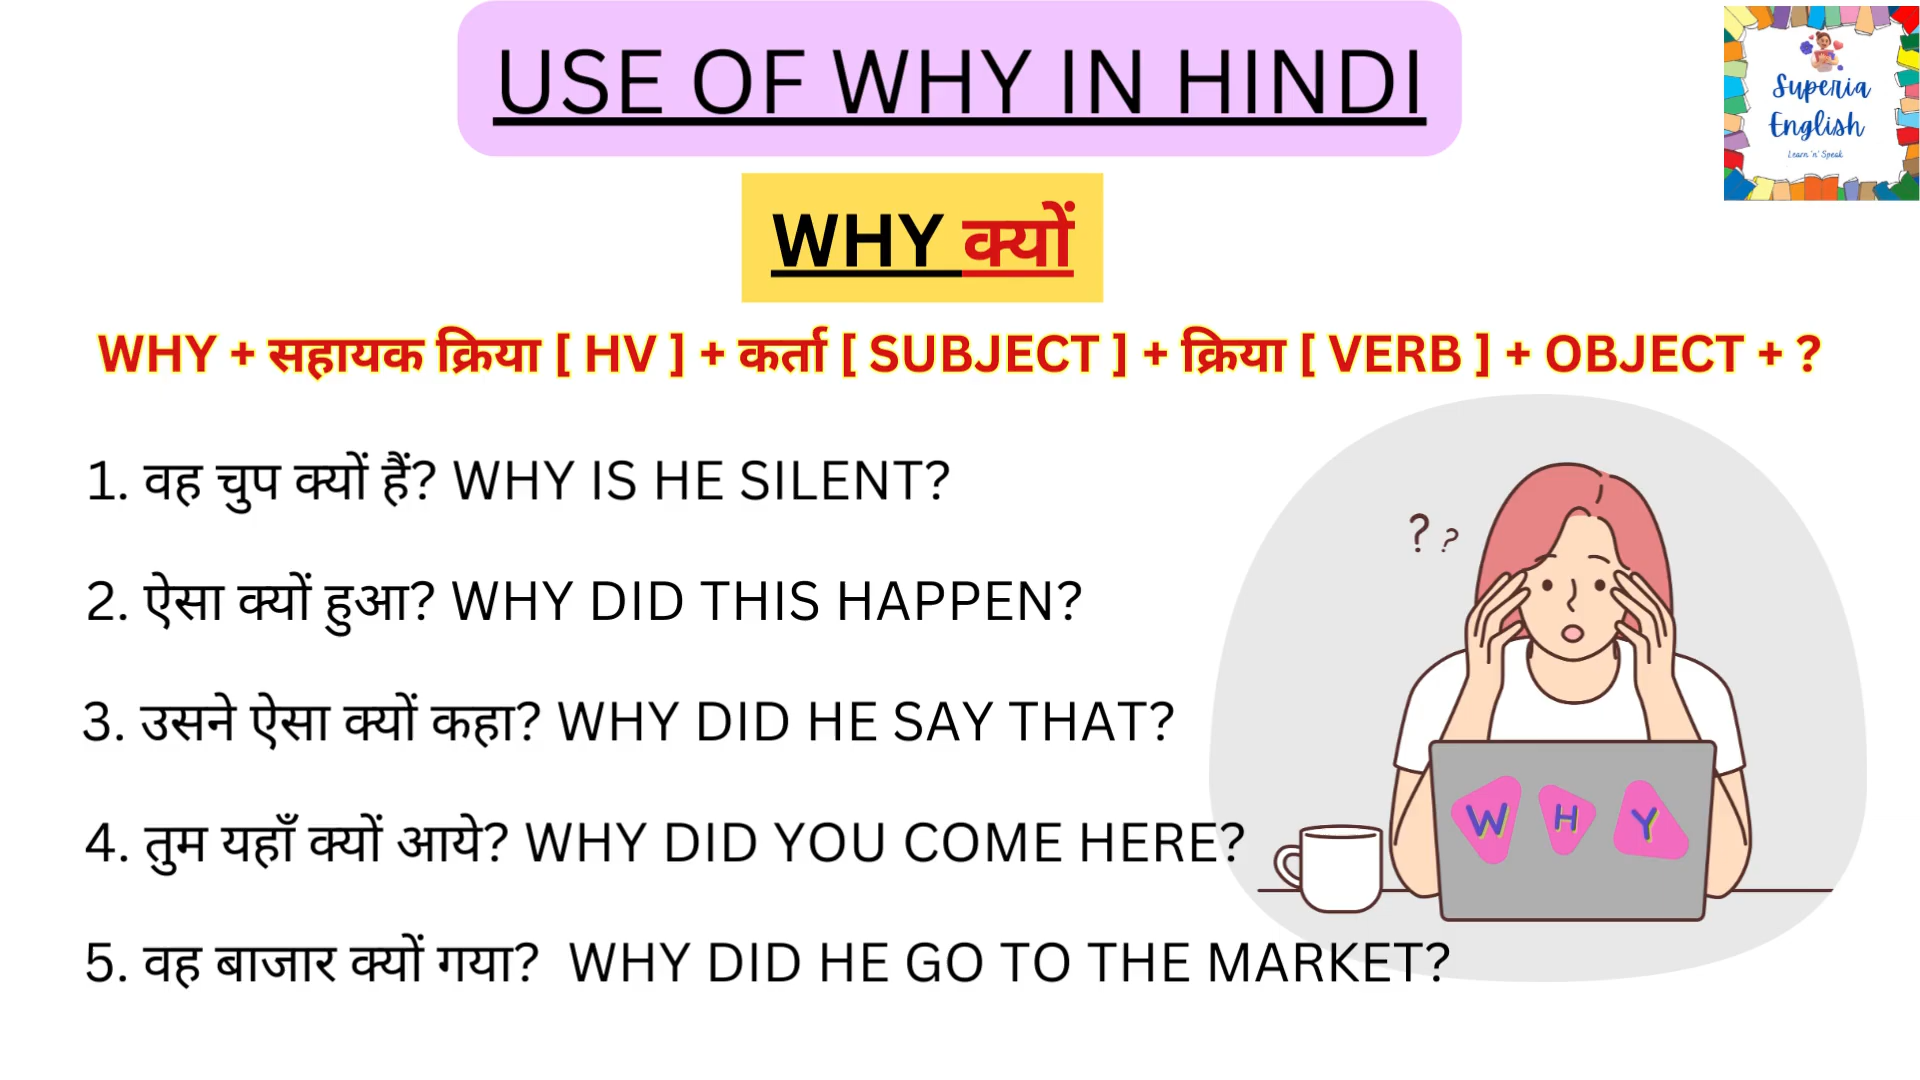 USE OF WHY IN HINDI
Superia
English
Learn 'n' Speak
WHY क्यों
WHY + सहायक क्रिया [ HV ] + कर्ता [ SUBJECT ] + क्रिया [ VERB ] + OBJECT + ?
1. वह चुप क्यों हैं? WHY IS HE SILENT?
? ?
2. ऐसा क्यों हुआ? WHY DID THIS HAPPEN?
3. उसने ऐसा क्यों कहा? WHY DID HE SAY THAT?
4. तुम यहाँ क्यों आये? WHY DID YOU COME HERE?
W H Y
5. वह बाजार क्यों गया? WHY DID HE GO TO THE MARKET?